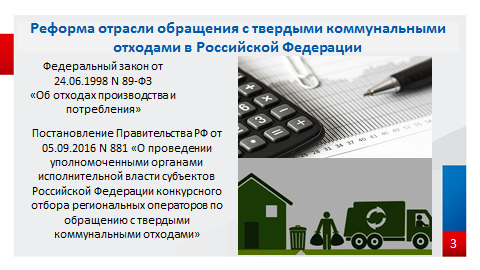 Реформа отрасли обращения с твердыми коммунальными
отходами в Российской Федерации
Федеральный закон от
24.06.1998 N 89-ФЗ
«Об отходах производства и
потребления»
Постановление Правительства РФ от
05.09.2016 N 881 «О проведении
уполномоченными органами
исполнительной власти субъектов
Российской Федерации конкурсного
отбора региональных операторов по
обращению с твердыми
коммунальными отходами»
3